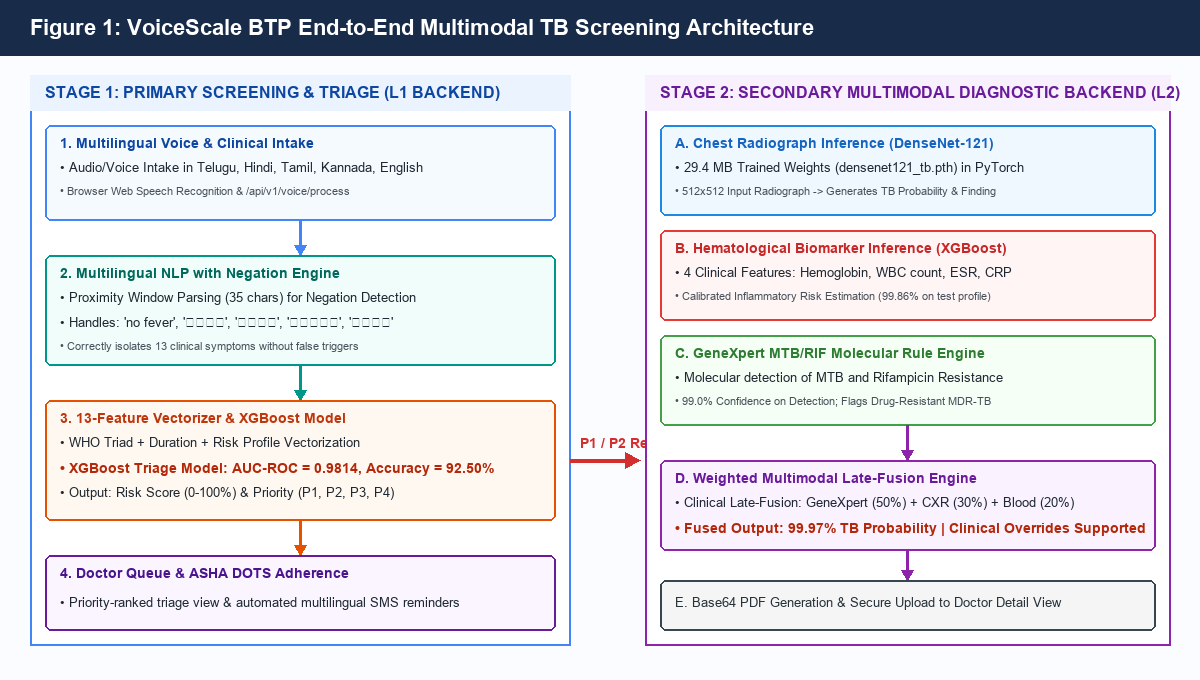 Figure 1: VoiceScale BTP End-to-End Multimodal TB Screening Architecture
STAGE 1: PRIMARY SCREENING & TRIAGE (L1 BACKEND)
1. Multilingual Voice & Clinical Intake
• Audio/Voice Intake in Telugu, Hindi, Tamil, Kannada, English
• Browser Web Speech Recognition & /api/v1/voice/process
2. Multilingual NLP with Negation Engine
• Proximity Window Parsing (35 chars) for Negation Detection
• Handles: 'no fever', '□□□□', '□□□□', '□□□□□', '□□□□'
• Correctly isolates 13 clinical symptoms without false triggers
3. 13-Feature Vectorizer & XGBoost Model
• WHO Triad + Duration + Risk Profile Vectorization
• XGBoost Triage Model: AUC-ROC = 0.9814, Accuracy = 92.50%
• Output: Risk Score (0-100%) & Priority (P1, P2, P3, P4)
4. Doctor Queue & ASHA DOTS Adherence
• Priority-ranked triage view & automated multilingual SMS reminders
P1 / P2 Re
STAGE 2: SECONDARY MULTIMODAL DIAGNOSTIC BACKEND (L2)
A. Chest Radiograph Inference (DenseNet-121)
• 29.4 MB Trained Weights (densenet121_tb.pth) in PyTorch
• 512x512 Input Radiograph -> Generates TB Probability & Finding
B. Hematological Biomarker Inference (XGBoost)
• 4 Clinical Features: Hemoglobin, WBC count, ESR, CRP
• Calibrated Inflammatory Risk Estimation (99.86% on test profile)
C. GeneXpert MTB/RIF Molecular Rule Engine
• Molecular detection of MTB and Rifampicin Resistance
• 99.0% Confidence on Detection; Flags Drug-Resistant MDR-TB
D. Weighted Multimodal Late-Fusion Engine
• Clinical Late-Fusion: GeneXpert (50%) + CXR (30%) + Blood (20%)
• Fused Output: 99.97% TB Probability | Clinical Overrides Supported
E. Base64 PDF Generation & Secure Upload to Doctor Detail View